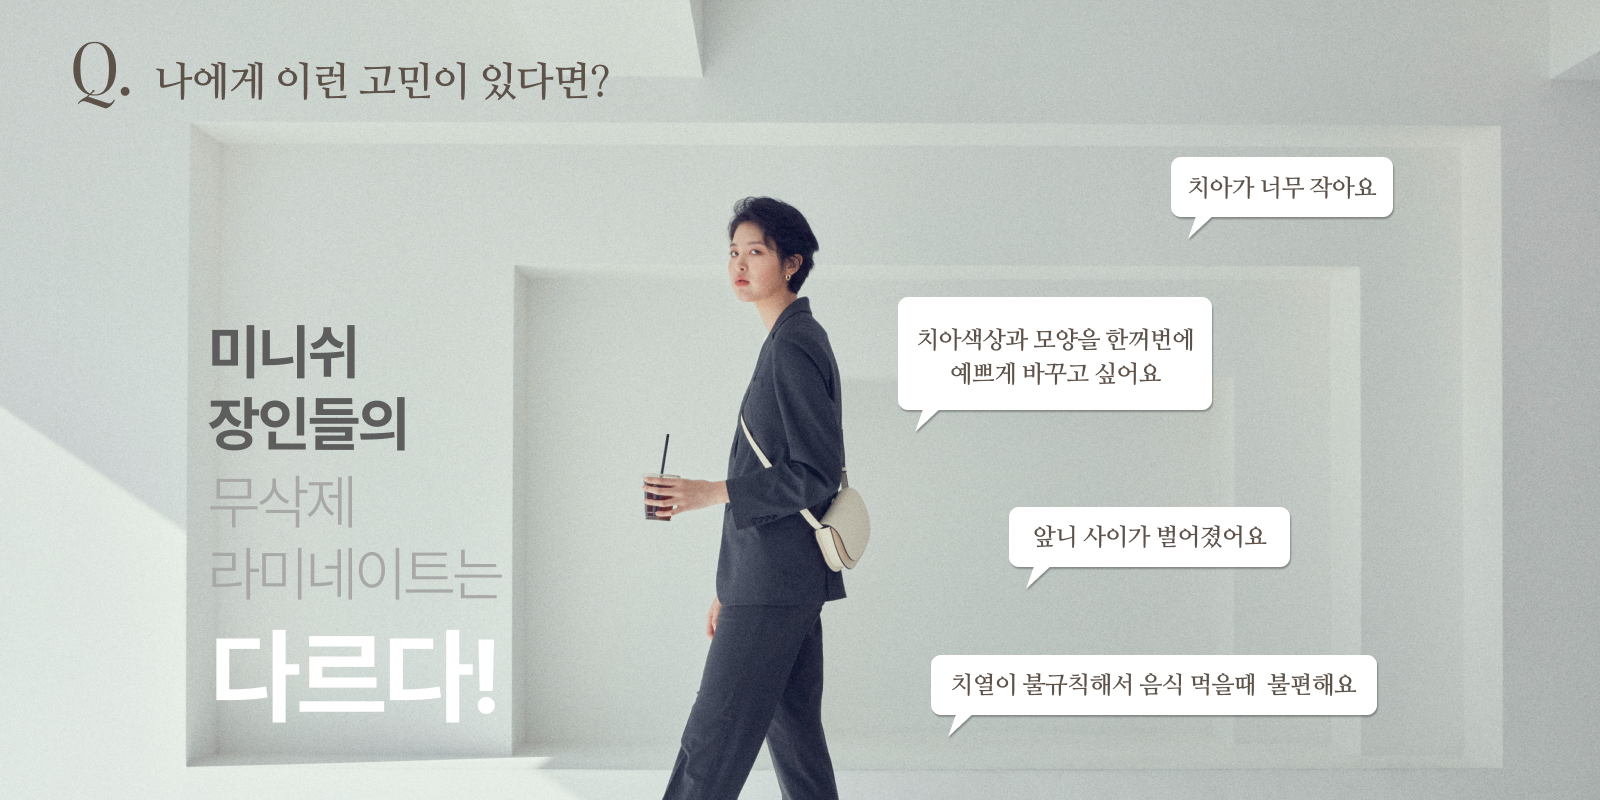 Q. 나에게 이런 고민이 있다면?
미니쉬
장인들의
무삭제
라미네이트는
다르다!
치아가 너무 작아요
치아색상과 모양을 한꺼번에
예쁘게 바꾸고 싶어요
앞니 사이가 벌어졌어요
치열이 불규칙해서 음식 먹을때 불편해요